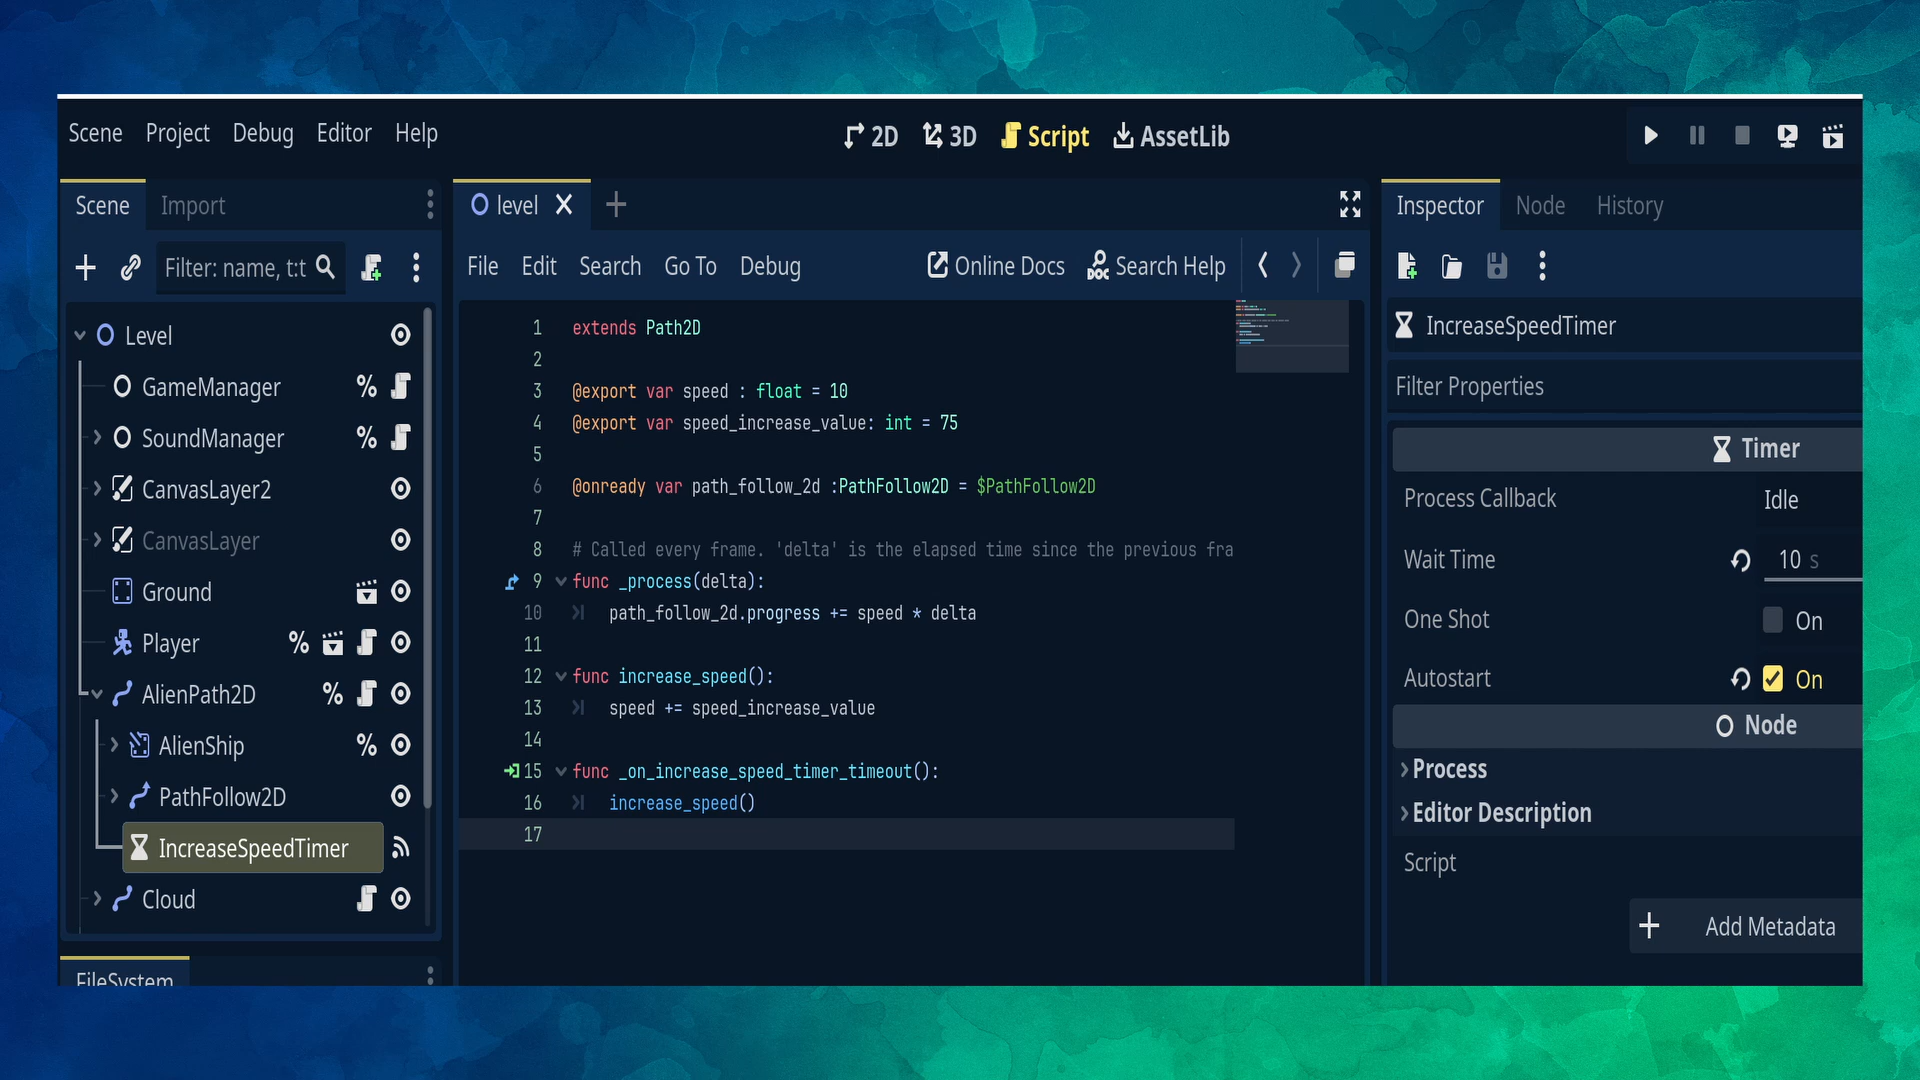 Scene Project Debug Editor Help
2D 3D Script AssetLib
Scene Import
Filter: name, t:t
Level
GameManager
SoundManager
CanvasLayer2
CanvasLayer
Ground
Player
AlienPath2D
AlienShip
PathFollow2D
IncreaseSpeedTimer
Cloud
FileSystem
level
File Edit Search Go To Debug Online Docs Search Help
1 extends Path2D
2
3 @export var speed : float = 10
4 @export var speed_increase_value: int = 75
5
6 @onready var path_follow_2d :PathFollow2D = $PathFollow2D
7
8 # Called every frame. 'delta' is the elapsed time since the previous fra
9 func _process(delta):
10 path_follow_2d.progress += speed * delta
11
12 func increase_speed():
13 speed += speed_increase_value
14
15 func _on_increase_speed_timer_timeout():
16 increase_speed()
17
Inspector Node History
IncreaseSpeedTimer
Filter Properties
Timer
Process Callback Idle
Wait Time 10 s
One Shot On
Autostart On
Node
Process
Editor Description
Script
Add Metadata